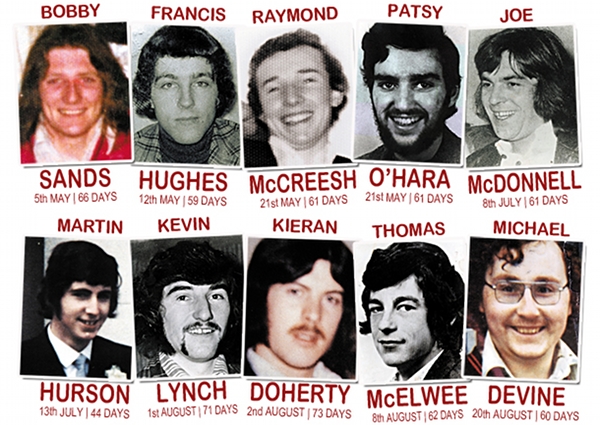 BOBBY
FRANCIS
RAYMOND
PATSY
JOE
SANDS
HUGHES
McCREESH
O'HARA
McDONNELL
5th MAY | 66 DAYS
12th MAY | 59 DAYS
21st MAY | 61 DAYS
21st MAY | 61 DAYS
8th JULY | 61 DAYS
MARTIN
KEVIN
KIERAN
THOMAS
MICHAEL
HURSON
LYNCH
DOHERTY
McELWEE
DEVINE
13th JULY | 44 DAYS
1st AUGUST | 71 DAYS
2nd AUGUST | 73 DAYS
8th AUGUST | 62 DAYS
20th AUGUST | 60 DAYS